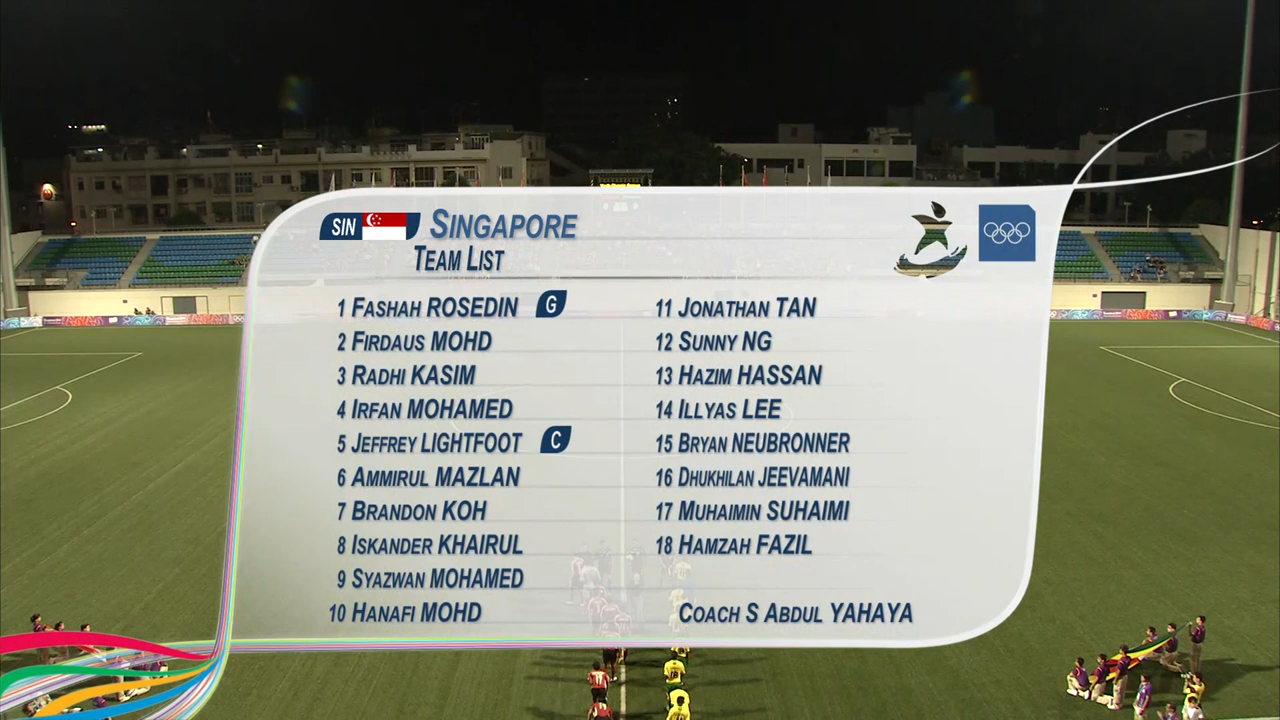 SIN SINGAPORE
TEAM LIST
1 FASHAH ROSEDIN G
2 FIRDAUS MOHD
3 RADHI KASIM
4 IRFAN MOHAMED
5 JEFFREY LIGHTFOOT C
6 AMMIRUL MAZLAN
7 BRANDON KOH
8 ISKANDER KHAIRUL
9 SYAZWAN MOHAMED
10 HANAFI MOHD
11 JONATHAN TAN
12 SUNNY NG
13 HAZIM HASSAN
14 ILLYAS LEE
15 BRYAN NEUBRONNER
16 DHUKHILAN JEEVAMANI
17 MUHAIMIN SUHAIMI
18 HAMZAH FAZIL
COACH S ABDUL YAHAYA